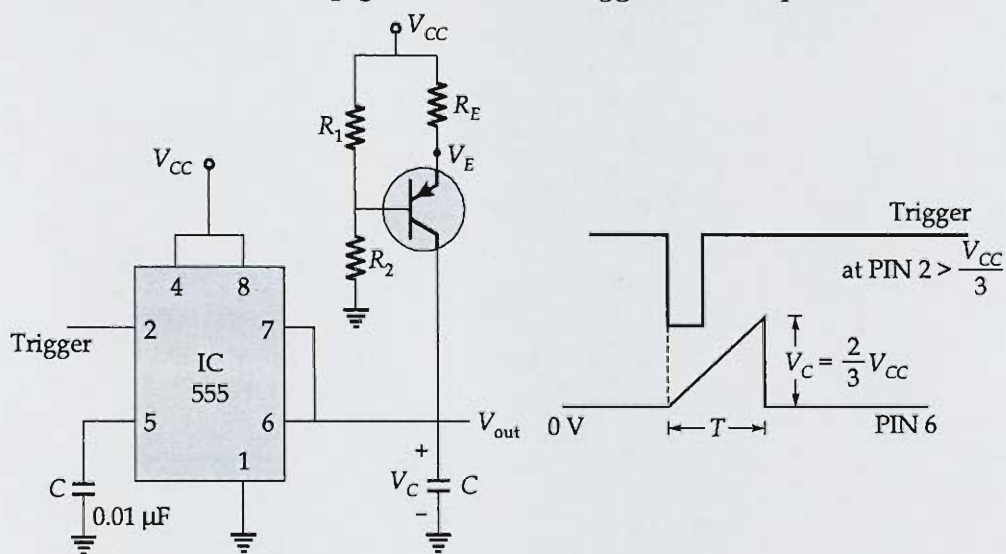 V_CC
R_1
R_E
V_E
V_CC
R_2
4 8
2 7
Trigger
IC
555
5 6
V_out
1
C
0.01 µF
+
V_C C
−
Trigger
at PIN 2 > V_CC/3
V_C = 2/3 V_CC
0 V
T
PIN 6